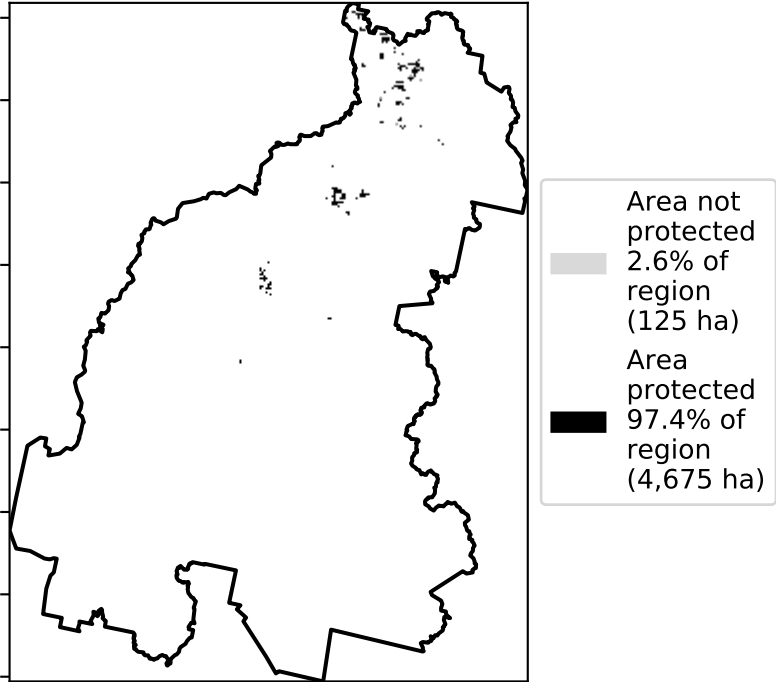 Area not
protected
2.6% of
region
(125 ha)
Area
protected
97.4% of
region
(4,675 ha)